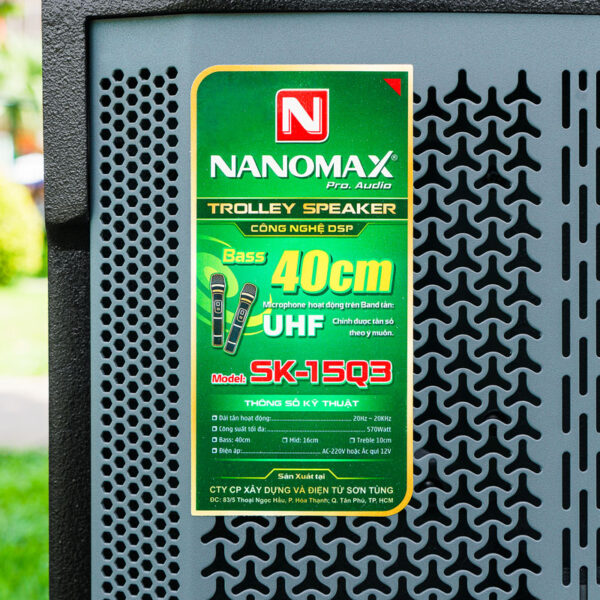 N
NANOMAX®
Pro. Audio
TROLLEY SPEAKER
CÔNG NGHỆ DSP
Bass 40cm
Microphone hoạt động trên Band tần:
UHF Chỉnh được tần số
theo ý muốn.
Model: SK-15Q3
THÔNG SỐ KỸ THUẬT
Dải tần hoạt động: 20Hz ~ 20KHz
Công suất tối đa: 570Watt
Bass: 40cm Mid: 16cm Treble 10cm
Điện áp: AC-220V hoặc Ắc qui 12V
Sản Xuất tại
CTY CP XÂY DỰNG VÀ ĐIỆN TỬ SƠN TÙNG
ĐC: 83/5 Thoại Ngọc Hầu, P. Hòa Thạnh, Q. Tân Phú, TP. HCM